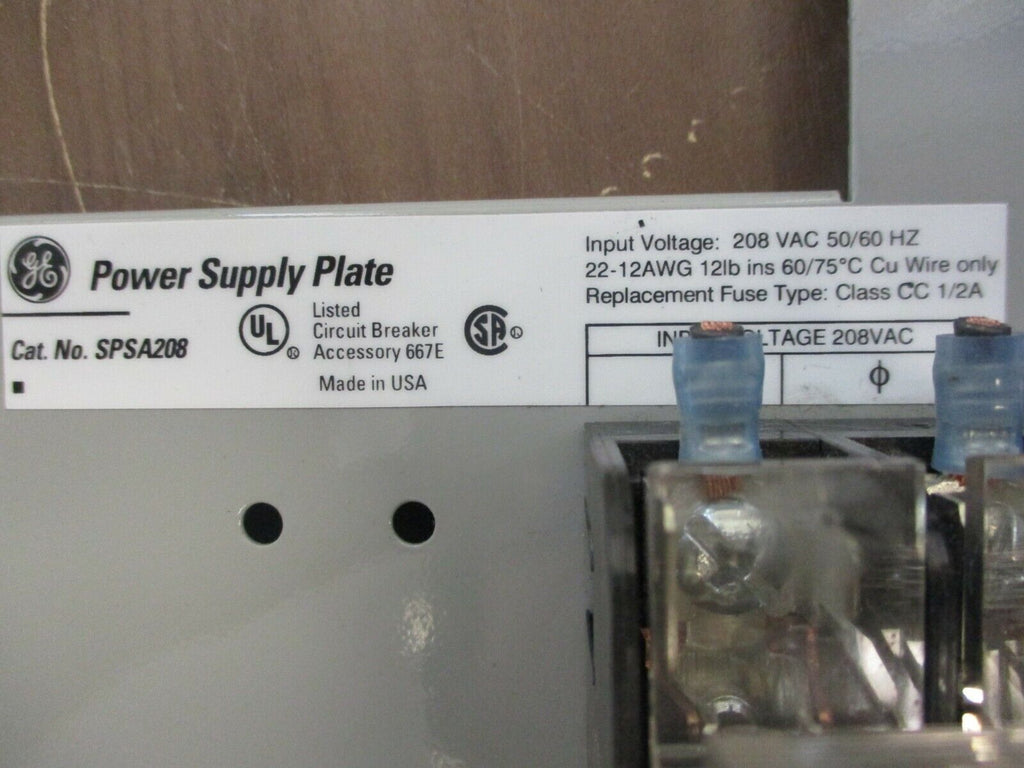 GE
Power Supply Plate
Cat. No. SPSA208
UL
R
Listed
Circuit Breaker
Accessory 667E
Made in USA
SA
Input Voltage: 208 VAC 50/60 HZ
22-12AWG 12lb ins 60/75°C Cu Wire only
Replacement Fuse Type: Class CC 1/2A
208VAC
ϕ